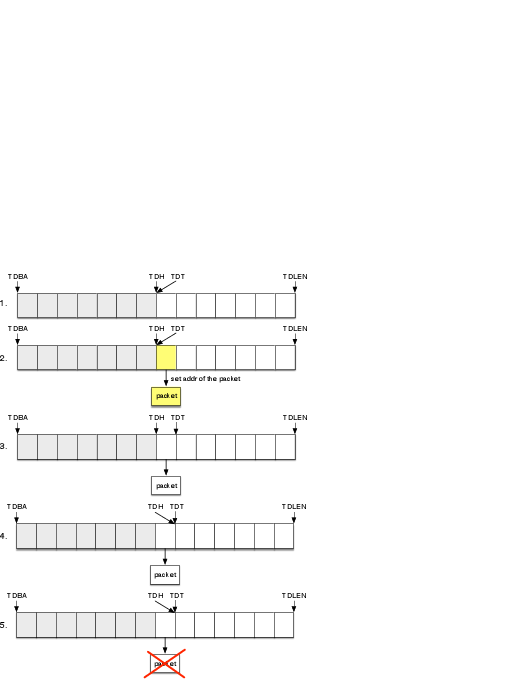 TDBA TDH TDT TDLEN
1.
TDBA TDH TDT TDLEN
2.
set addr of the packet
packet
TDBA TDH TDT TDLEN
3.
packet
TDBA TDH TDT TDLEN
4.
packet
TDBA TDH TDT TDLEN
5.
packet